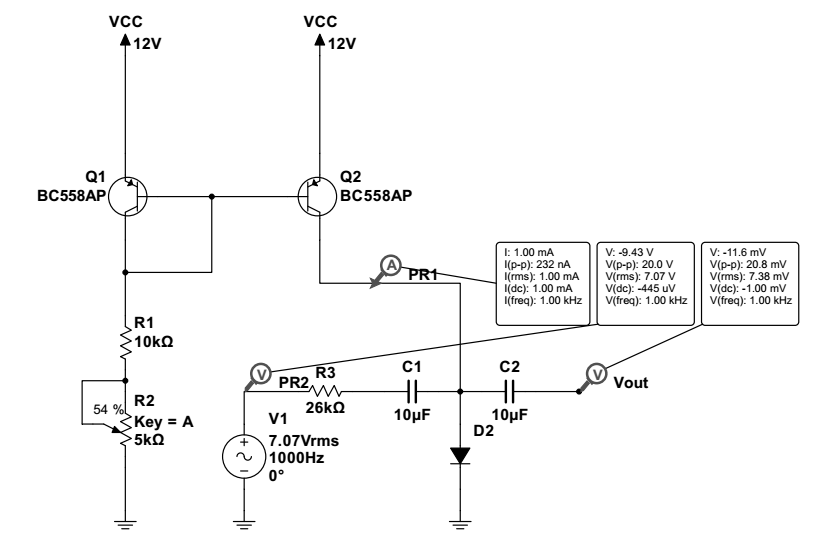 VCC
12V
VCC
12V
Q1
BC558AP
Q2
BC558AP
A
PR1
I: 1.00 mA
I(p-p): 232 nA
I(rms): 1.00 mA
I(dc): 1.00 mA
I(freq): 1.00 kHz
V: -9.43 V
V(p-p): 20.0 V
V(rms): 7.07 V
V(dc): -445 uV
V(freq): 1.00 kHz
V: -11.6 mV
V(p-p): 20.8 mV
V(rms): 7.38 mV
V(dc): -1.00 mV
V(freq): 1.00 kHz
R1
10kΩ
R2
54 %
Key = A
5kΩ
V
PR2
R3
26kΩ
C1
10µF
C2
10µF
V
Vout
V1
7.07Vrms
1000Hz
0°
D2